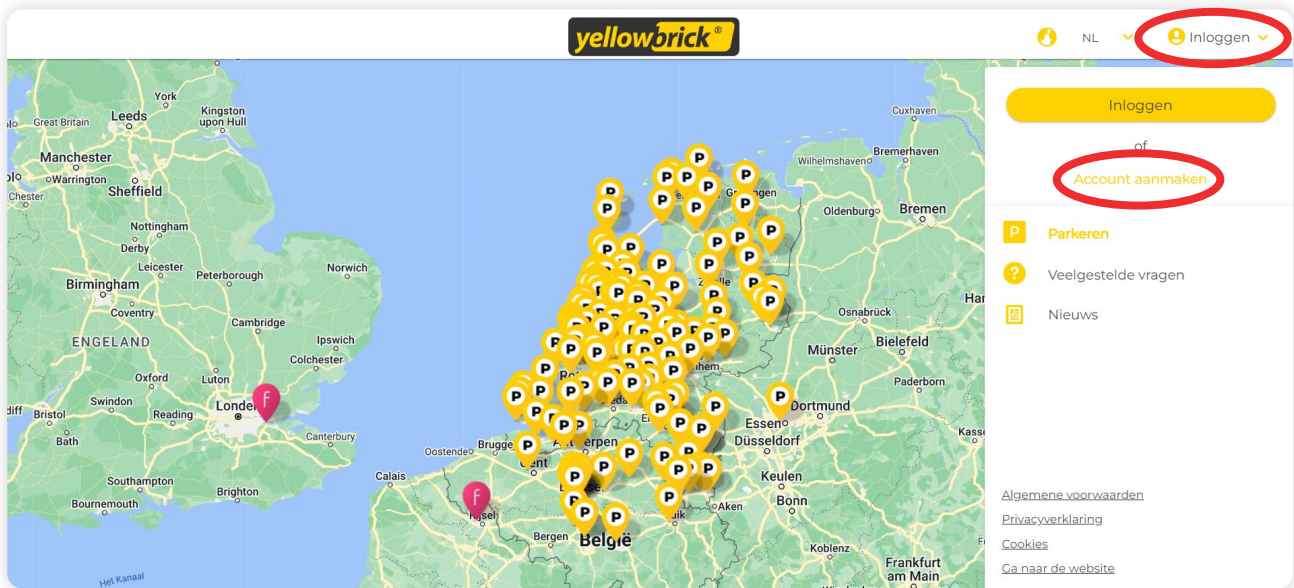 yellowbrick®
NL
Inloggen
Inloggen
of
Account aanmaken
P Parkeren
? Veelgestelde vragen
Nieuws
Algemene voorwaarden
Privacyverklaring
Cookies
Ga naar de website
York
Leeds
Kingston
upon Hull
Great Britain
Manchester
Warrington
Sheffield
Chester
Nottingham
Derby
Leicester
Peterborough
Norwich
Birmingham
Coventry
Cambridge
ENGELAND
Ipswich
Colchester
Oxford
Luton
Swindon
Reading
Bristol
Bath
Canterbury
Southampton
Brighton
Bournemouth
Het Kanaal
Calais
Oostende
Brugge
Gent
Bergen
België
Cuxhaven
Wilhelmshaven
Bremerhaven
Oldenburg
Bremen
Osnabrück
Münster
Bielefeld
Paderborn
Dortmund
Essen
Düsseldorf
Keulen
Bonn
Aken
Koblenz
Frankfurt
am Main